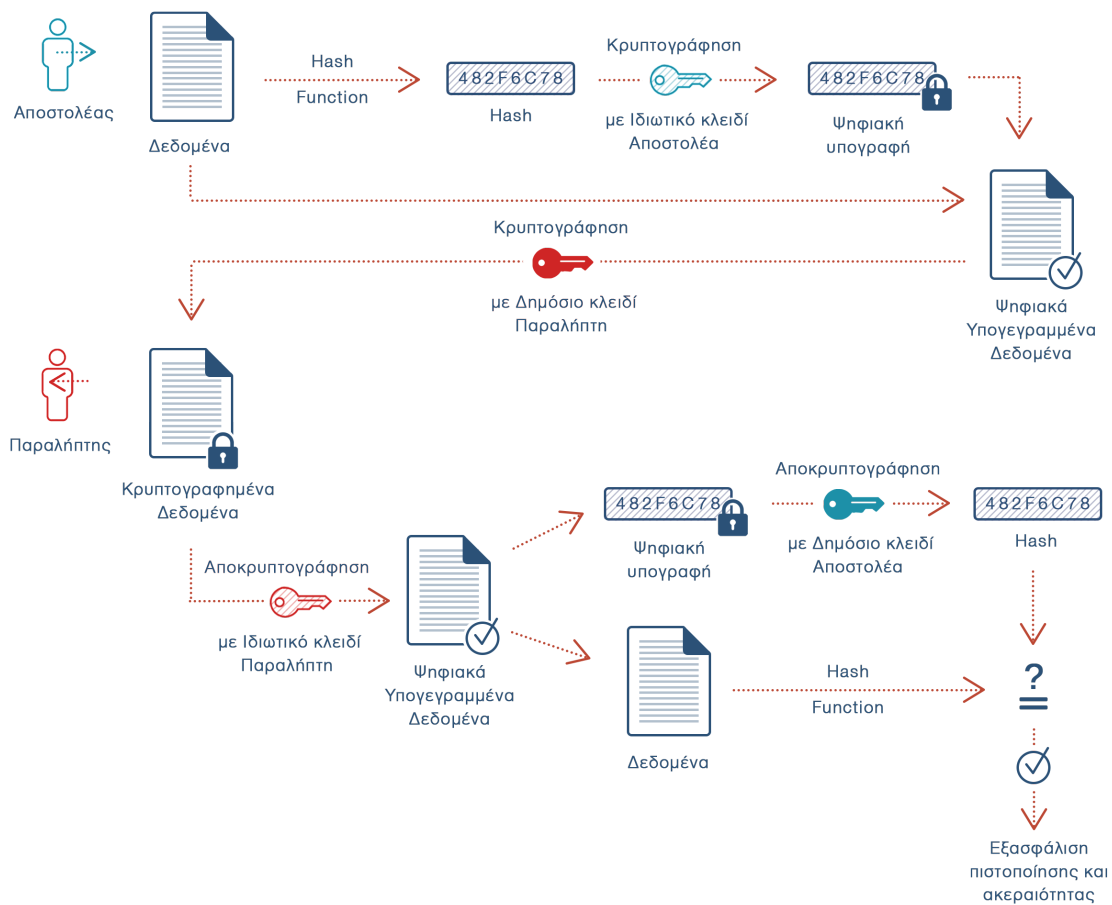 Αποστολέας
Δεδομένα
Hash
Function
482F6C78
Hash
Κρυπτογράφηση
με Ιδιωτικό κλειδί
Αποστολέα
482F6C78
Ψηφιακή
υπογραφή
Κρυπτογράφηση
με Δημόσιο κλειδί
Παραλήπτη
Ψηφιακά
Υπογεγραμμένα
Δεδομένα
Παραλήπτης
Κρυπτογραφημένα
Δεδομένα
Αποκρυπτογράφηση
με Ιδιωτικό κλειδί
Παραλήπτη
Ψηφιακά
Υπογεγραμμένα
Δεδομένα
482F6C78
Ψηφιακή
υπογραφή
Αποκρυπτογράφηση
με Δημόσιο κλειδί
Αποστολέα
482F6C78
Hash
Δεδομένα
Hash
Function
?
Εξασφάλιση
πιστοποίησης και
ακεραιότητας